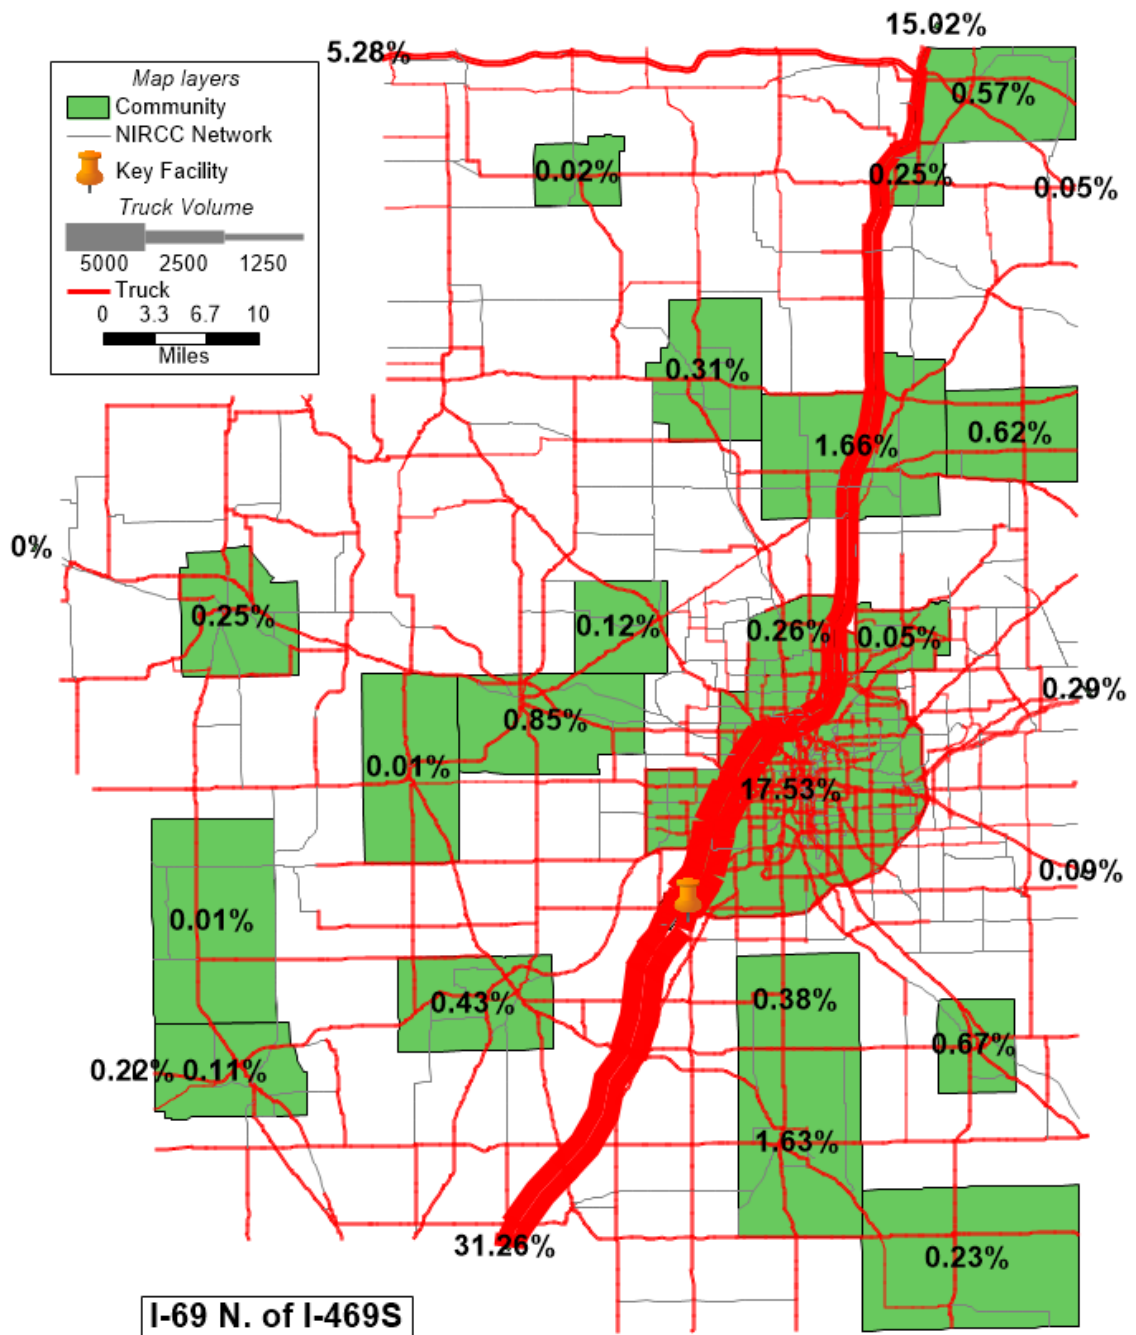 15.02%
5.28%
Map layers
Community
NIRCC Network
Key Facility
Truck Volume
5000 2500 1250
Truck
0 3.3 6.7 10
Miles
0.57%
0.02%
0.25%
0.05%
0.31%
1.66%
0.62%
0%
0.25%
0.12%
0.26%
0.05%
0.29%
0.85%
0.01%
17.53%
0.09%
0.01%
0.43%
0.38%
0.67%
0.22% 0.11%
1.63%
31.26%
0.23%
I-69 N. of I-469S